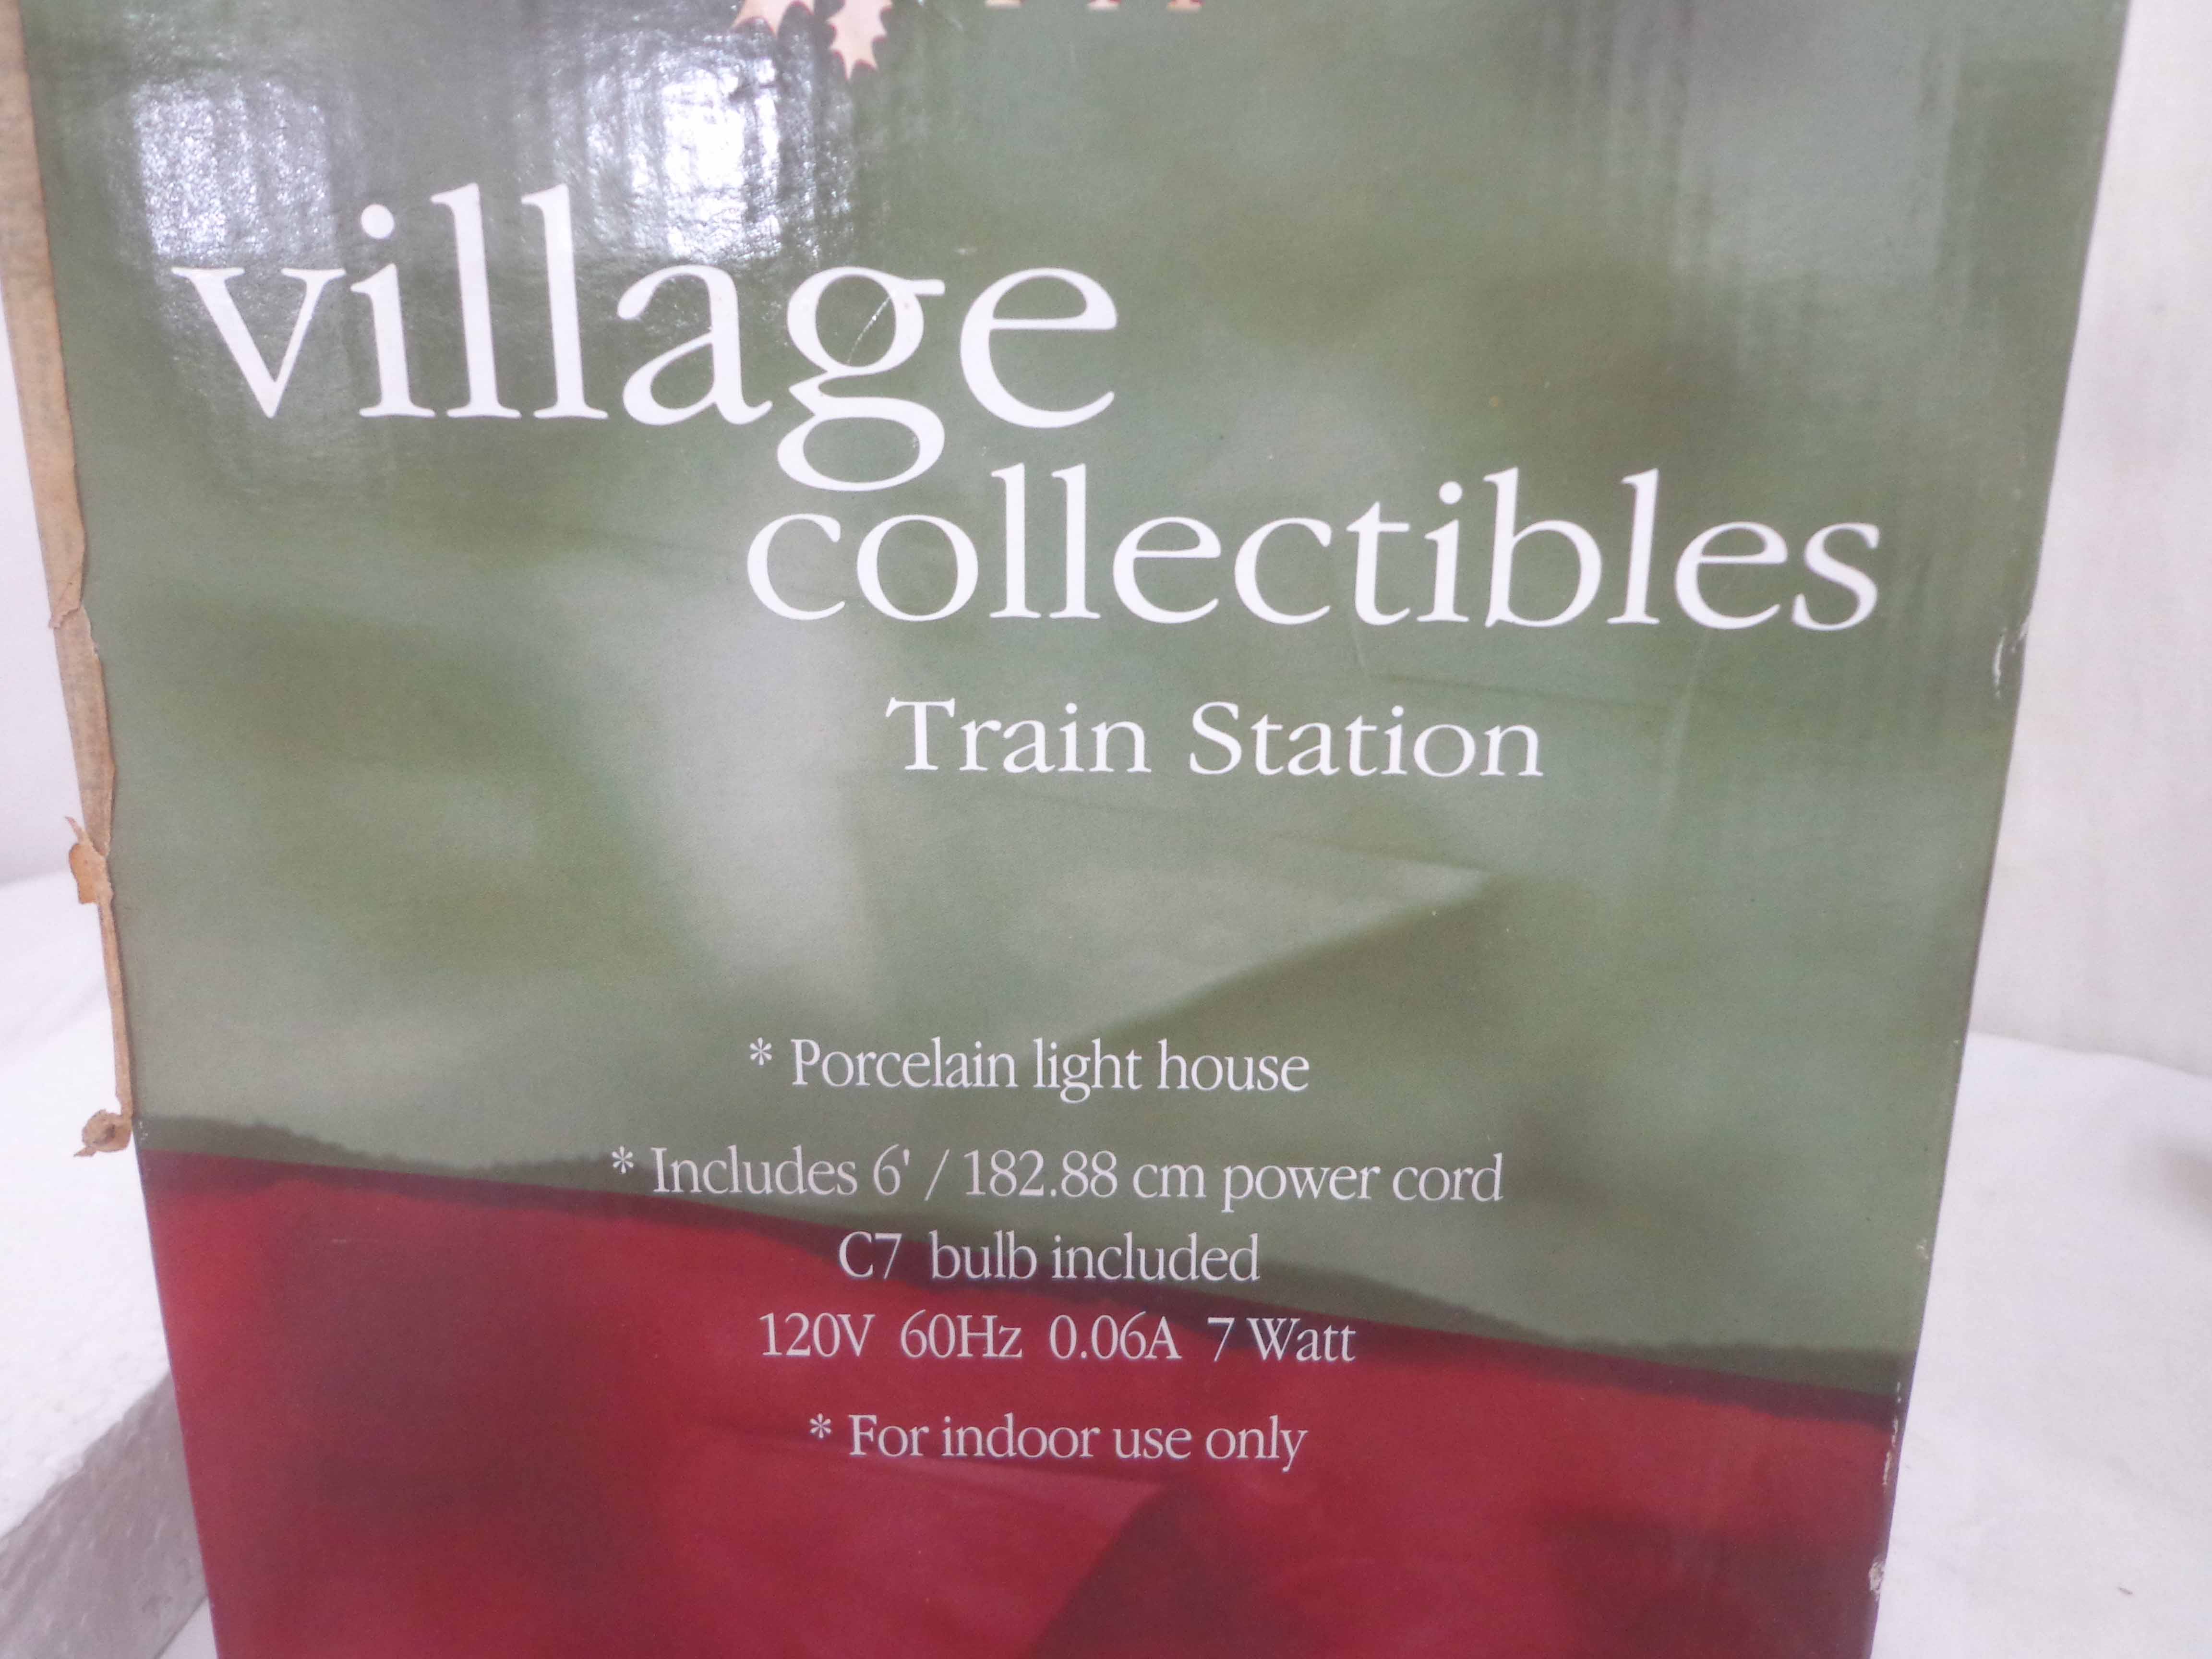 village
collectibles
Train Station
* Porcelain light house
* Includes 6' / 182.88 cm power cord
C7 bulb included
120V 60Hz 0.06A 7 Watt
* For indoor use only